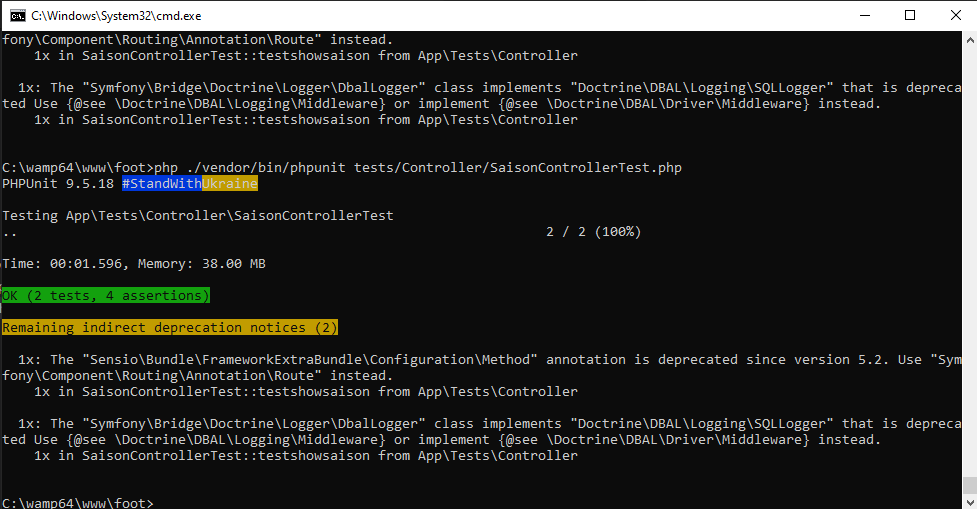 C:\Windows\System32\cmd.exe
fony\Component\Routing\Annotation\Route" instead.
1x in SaisonControllerTest::testshowsaison from App\Tests\Controller
1x: The "Symfony\Bridge\Doctrine\Logger\DbalLogger" class implements "Doctrine\DBAL\Logging\SQLLogger" that is depreca
ted Use {@see \Doctrine\DBAL\Logging\Middleware} or implement {@see \Doctrine\DBAL\Driver\Middleware} instead.
1x in SaisonControllerTest::testshowsaison from App\Tests\Controller
C:\wamp64\www\foot>php ./vendor/bin/phpunit tests/Controller/SaisonControllerTest.php
PHPUnit 9.5.18 #StandWithUkraine
Testing App\Tests\Controller\SaisonControllerTest
.. 2 / 2 (100%)
Time: 00:01.596, Memory: 38.00 MB
OK (2 tests, 4 assertions)
Remaining indirect deprecation notices (2)
1x: The "Sensio\Bundle\FrameworkExtraBundle\Configuration\Method" annotation is deprecated since version 5.2. Use "Sym
fony\Component\Routing\Annotation\Route" instead.
1x in SaisonControllerTest::testshowsaison from App\Tests\Controller
1x: The "Symfony\Bridge\Doctrine\Logger\DbalLogger" class implements "Doctrine\DBAL\Logging\SQLLogger" that is depreca
ted Use {@see \Doctrine\DBAL\Logging\Middleware} or implement {@see \Doctrine\DBAL\Driver\Middleware} instead.
1x in SaisonControllerTest::testshowsaison from App\Tests\Controller
C:\wamp64\www\foot>